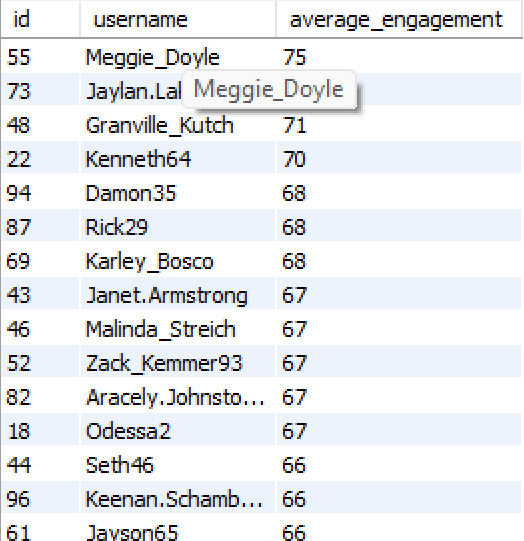 id username average_engagement
55 Meggie_Doyle 75
73 Jaylan.Lal
Meggie_Doyle
48 Granville_Kutch 71
22 Kenneth64 70
94 Damon35 68
87 Rick29 68
69 Karley_Bosco 68
43 Janet.Armstrong 67
46 Malinda_Streich 67
52 Zack_Kemmer93 67
82 Aracely.Johnsto... 67
18 Odessa2 67
44 Seth46 66
96 Keenan.Schamb... 66
61 Jayson65 66